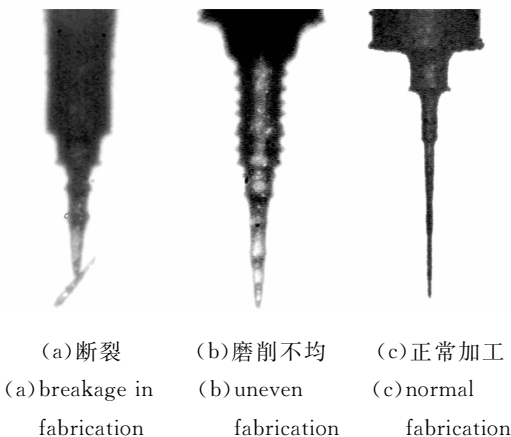 (a)断裂 (b)磨削不均 (c)正常加工
(a)breakage in (b)uneven (c)normal
fabrication fabrication fabrication